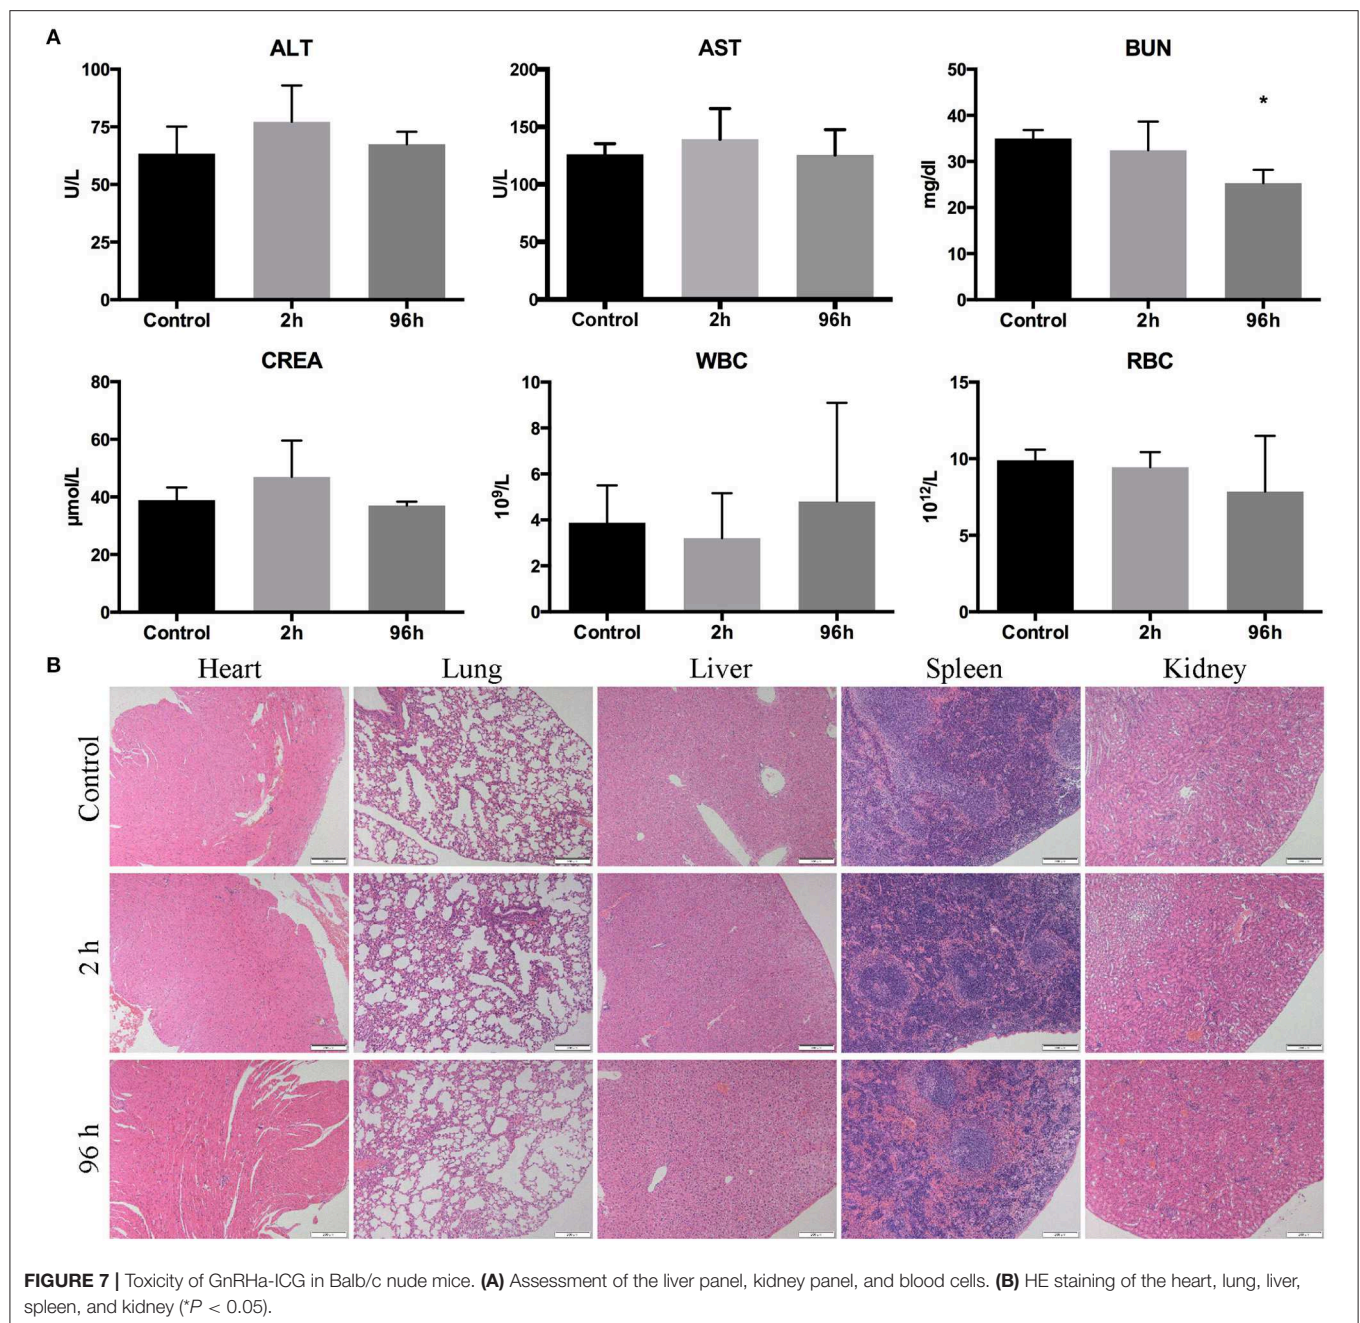 A
ALT
100
75
50
25
0
U/L
Control 2h 96h
AST
200
150
100
50
0
U/L
Control 2h 96h
BUN
50
40
30
20
10
0
mg/dl
*
Control 2h 96h
CREA
80
60
40
20
0
µmol/L
Control 2h 96h
WBC
10
8
6
4
2
0
10⁹/L
Control 2h 96h
RBC
15
10
5
0
10¹²/L
Control 2h 96h
B
Heart Lung Liver Spleen Kidney
Control
2 h
96 h
FIGURE 7 | Toxicity of GnRHa-ICG in Balb/c nude mice. (A) Assessment of the liver panel, kidney panel, and blood cells. (B) HE staining of the heart, lung, liver,
spleen, and kidney (*P < 0.05).